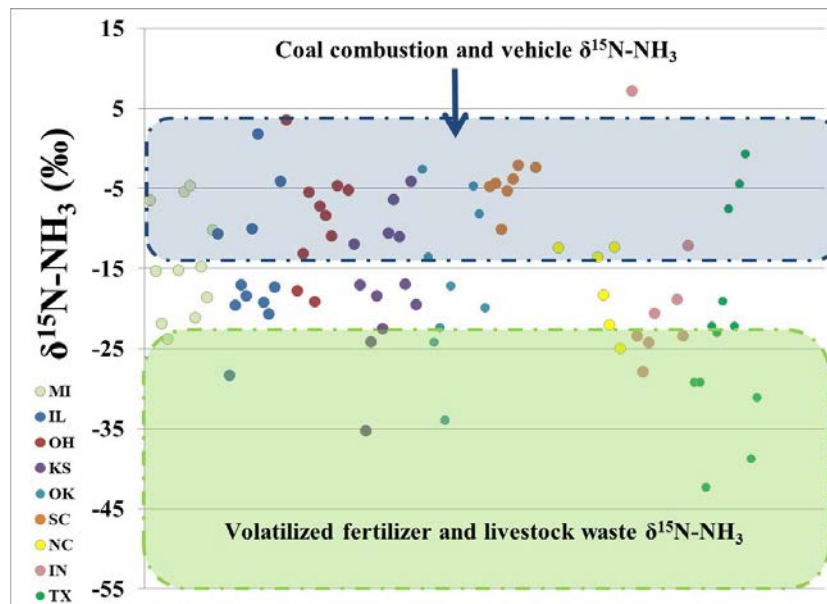 15
Coal combustion and vehicle δ¹⁵N-NH₃
5
-5
-15
-25
-35
-45
-55
δ¹⁵N-NH₃ (‰)
MI
IL
OH
KS
OK
SC
NC
IN
TX
Volatilized fertilizer and livestock waste δ¹⁵N-NH₃